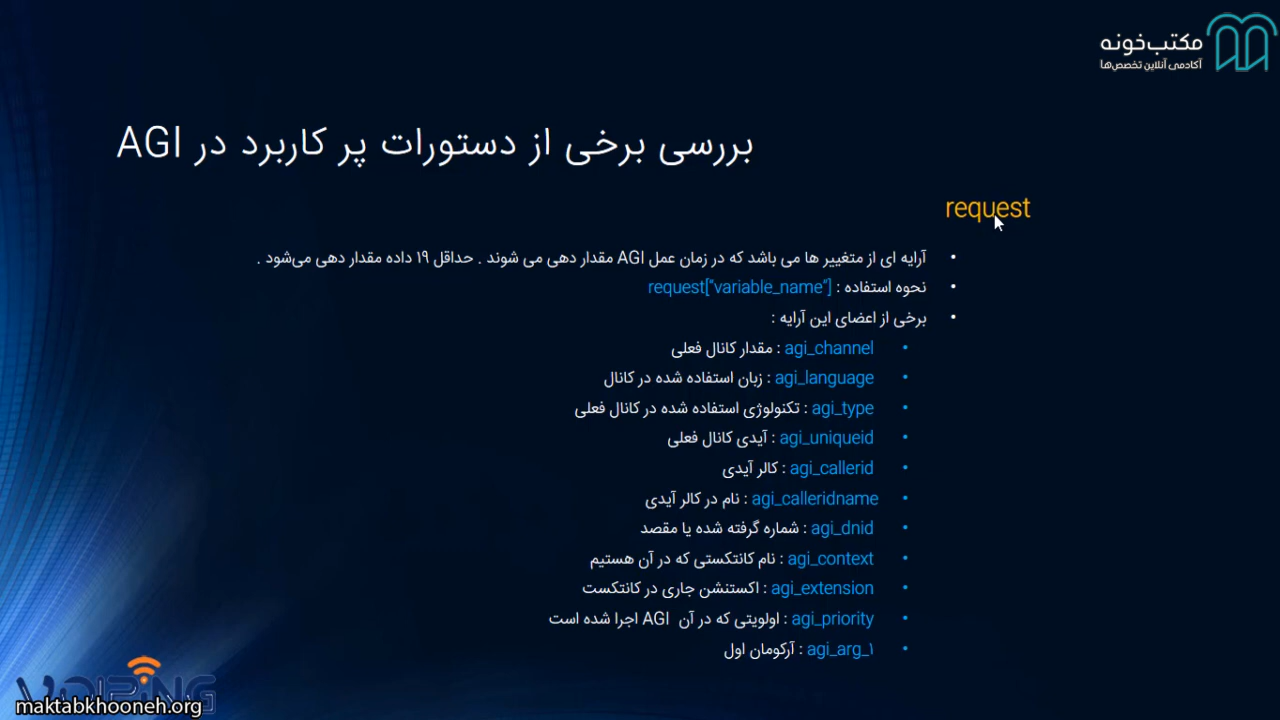 مکتب‌خونه
آکادمی آنلاین تخصص‌ها
بررسی برخی از دستورات پر کاربرد در AGI
request
• آرایه ای از متغییر ها می باشد که در زمان عمل AGI مقدار دهی می شوند . حداقل ۱۹ داده مقدار دهی می‌شود .
• نحوه استفاده : request["variable_name"]
• برخی از اعضای این آرایه :
• agi_channel : مقدار کانال فعلی
• agi_language : زبان استفاده شده در کانال
• agi_type : تکنولوژی استفاده شده در کانال فعلی
• agi_uniqueid : آیدی کانال فعلی
• agi_callerid : کالر آیدی
• agi_calleridname : نام در کالر آیدی
• agi_dnid : شماره گرفته شده یا مقصد
• agi_context : نام کانتکستی که در آن هستیم
• agi_extension : اکستنشن جاری در کانتکست
• agi_priority : اولویتی که در آن AGI اجرا شده است
• agi_arg_۱ : آرکومان اول
VOIPING
maktabkhooneh.org